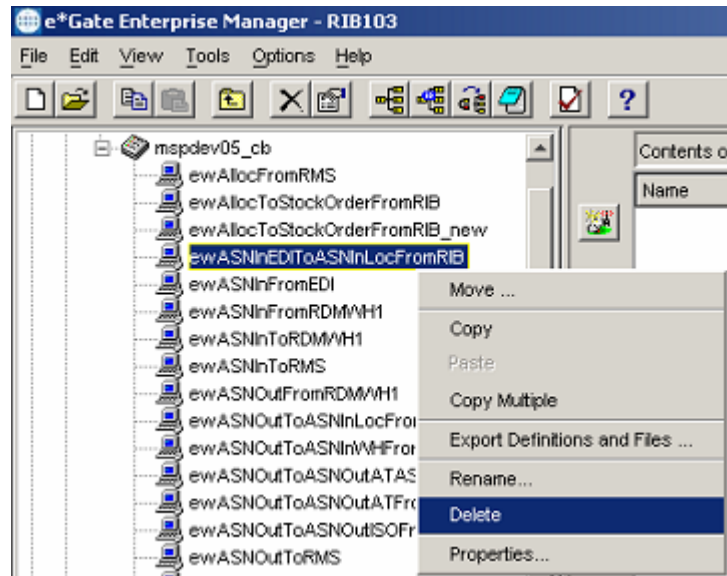 e*Gate Enterprise Manager - RIB103
File Edit View Tools Options Help
mspdev05_cb
Contents o
Name
ewAllocFromRMS
ewAllocToStockOrderFromRIB
ewAllocToStockOrderFromRIB_new
ewASNInEDIToASNInLocFromRIB
ewASNInFromEDI
ewASNInFromRDMWH1
ewASNInToRDMWH1
ewASNInToRMS
ewASNOutFromRDMWH1
ewASNOutToASNInLocFro
ewASNOutToASNInWHFror
ewASNOutToASNOutATAS
ewASNOutToASNOutATFro
ewASNOutToASNOutISOFr
ewASNOutToRMS
Move ...
Copy
Paste
Copy Multiple
Export Definitions and Files ...
Rename...
Delete
Properties...